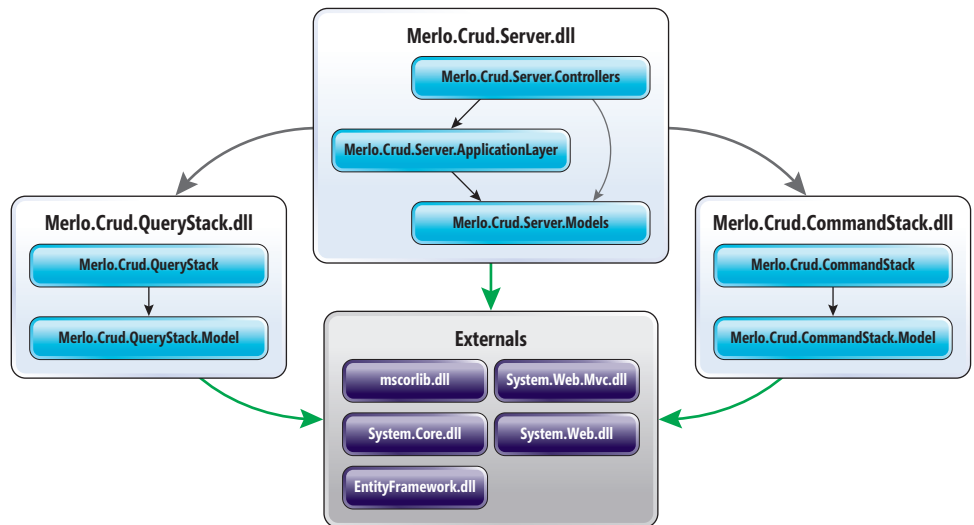 Merlo.Crud.Server.dll
Merlo.Crud.Server.Controllers
Merlo.Crud.Server.ApplicationLayer
Merlo.Crud.Server.Models
Merlo.Crud.QueryStack.dll
Merlo.Crud.QueryStack
Merlo.Crud.QueryStack.Model
Merlo.Crud.CommandStack.dll
Merlo.Crud.CommandStack
Merlo.Crud.CommandStack.Model
Externals
mscorlib.dll
System.Web.Mvc.dll
System.Core.dll
System.Web.dll
EntityFramework.dll